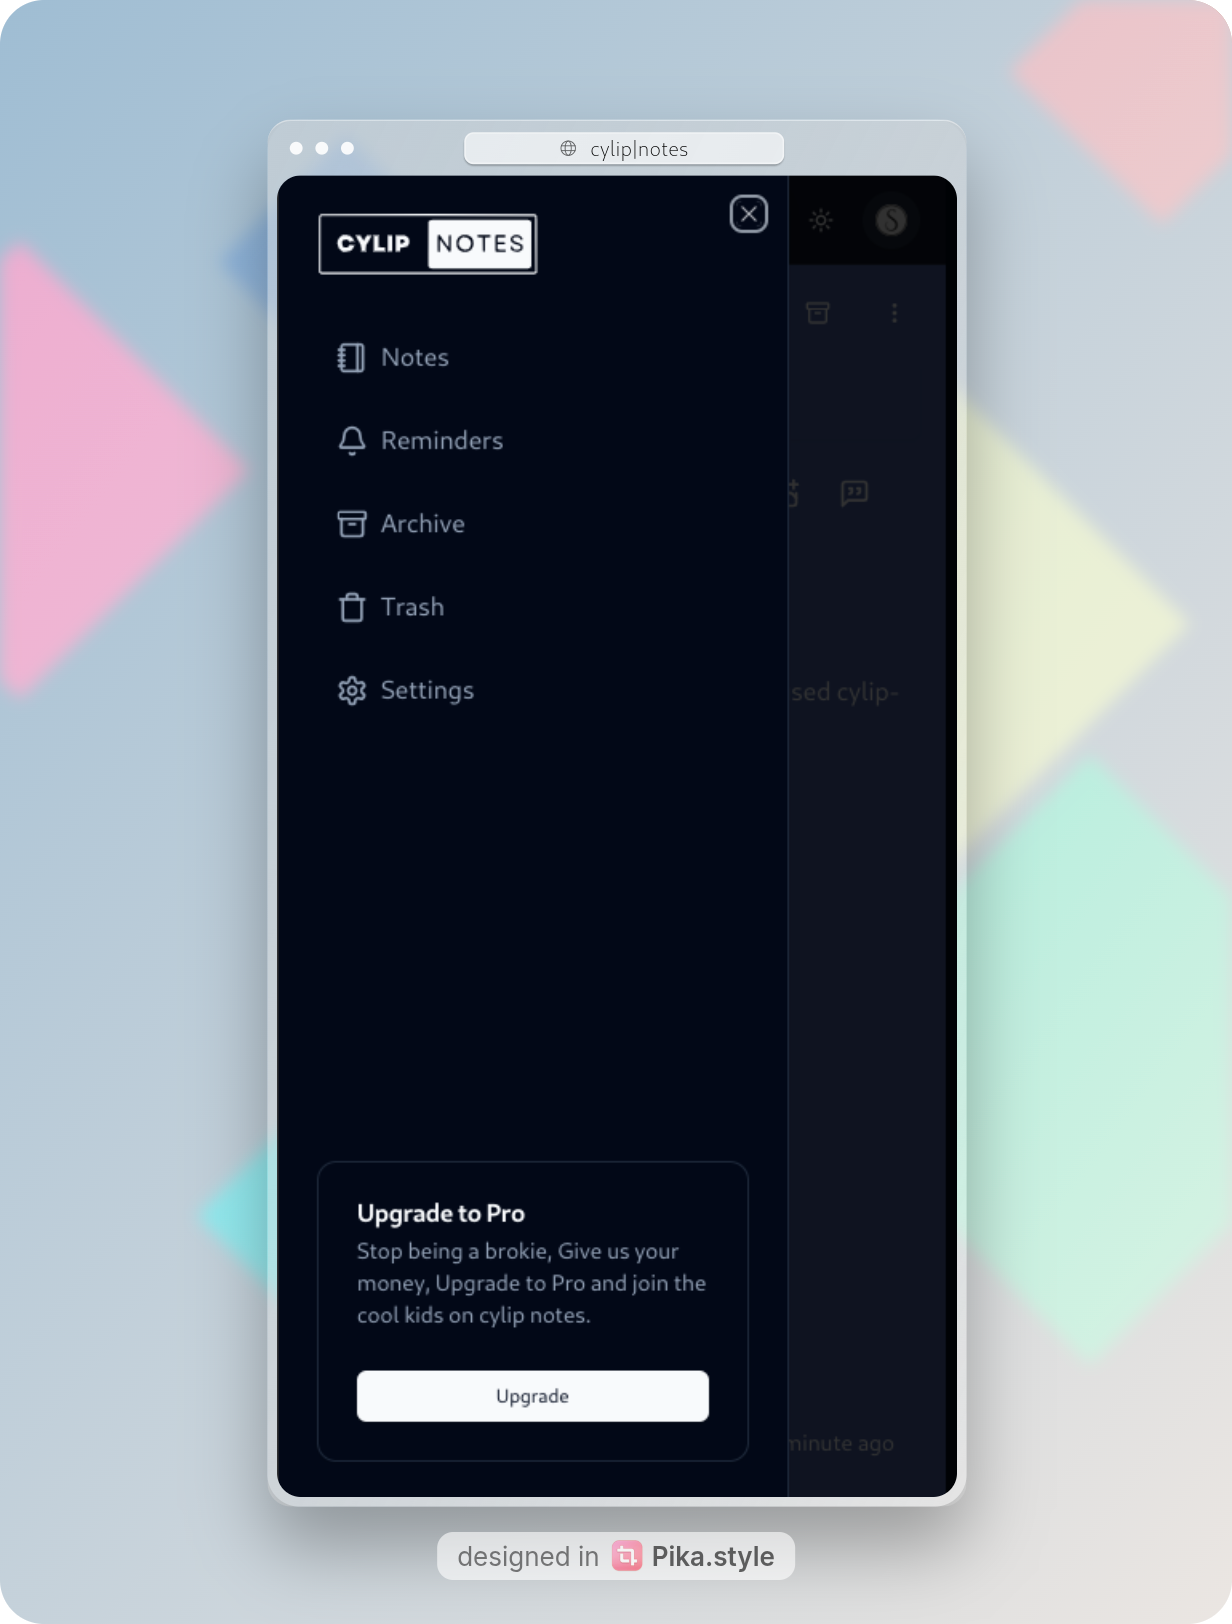 cylip|notes
CYLIP NOTES
Notes
Reminders
Archive
Trash
Settings
sed cylip-
Upgrade to Pro
Stop being a brokie, Give us your
money, Upgrade to Pro and join the
cool kids on cylip notes.
Upgrade
minute ago
designed in Pika.style